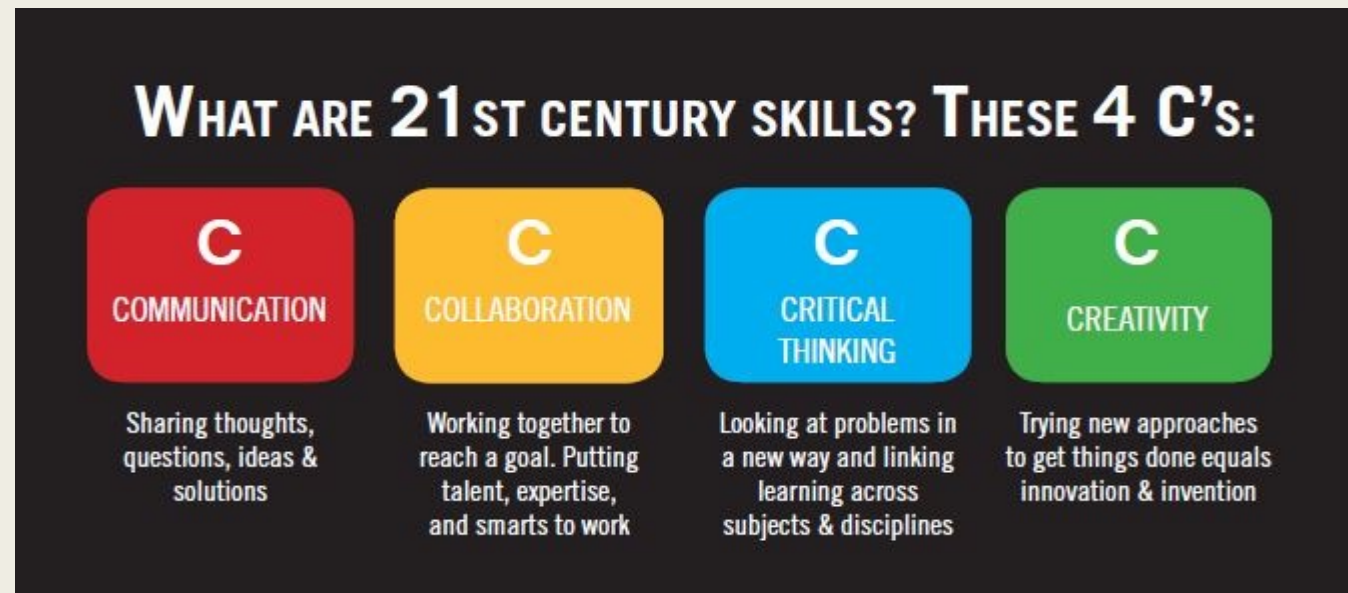 WHAT ARE 21ST CENTURY SKILLS? THESE 4 C'S:
C
COMMUNICATION
Sharing thoughts,
questions, ideas &
solutions
C
COLLABORATION
Working together to
reach a goal. Putting
talent, expertise,
and smarts to work
C
CRITICAL
THINKING
Looking at problems in
a new way and linking
learning across
subjects & disciplines
C
CREATIVITY
Trying new approaches
to get things done equals
innovation & invention